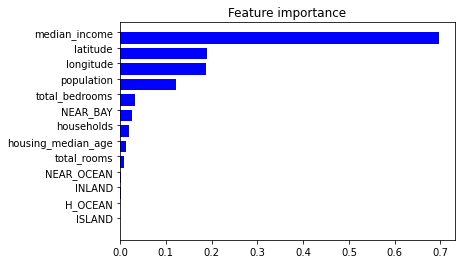 Feature importance
median_income
latitude
longitude
population
total_bedrooms
NEAR_BAY
households
housing_median_age
total_rooms
NEAR_OCEAN
INLAND
H_OCEAN
ISLAND
0.0 0.1 0.2 0.3 0.4 0.5 0.6 0.7